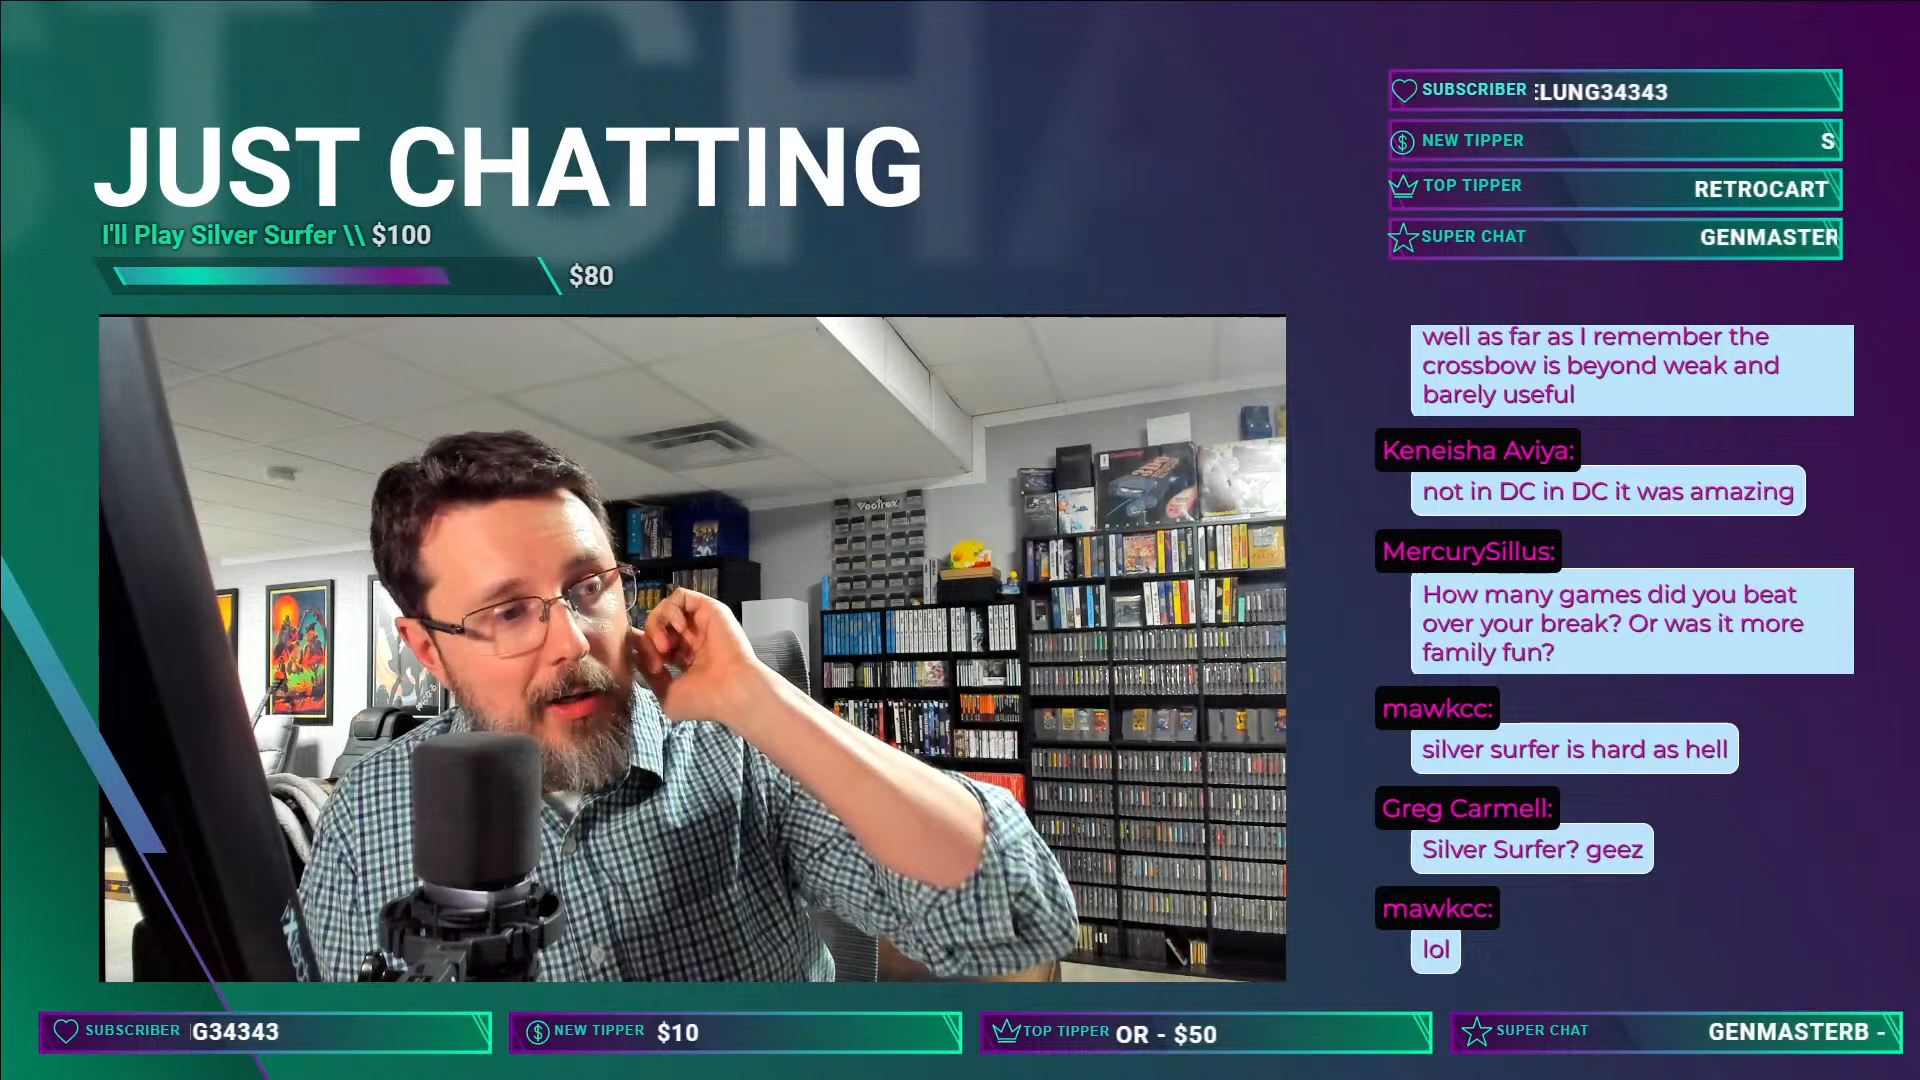 JUST CHATTING
I'll Play Silver Surfer \\ $100
$80
SUBSCRIBER ELUNG34343
NEW TIPPER S
TOP TIPPER RETROCART
SUPER CHAT GENMASTER
well as far as I remember the
crossbow is beyond weak and
barely useful
Keneisha Aviya:
not in DC in DC it was amazing
MercurySillus:
How many games did you beat
over your break? Or was it more
family fun?
mawkcc:
silver surfer is hard as hell
Greg Carmell:
Silver Surfer? geez
mawkcc:
lol
Vectrex
SUBSCRIBER G34343
NEW TIPPER $10
TOP TIPPER OR - $50
SUPER CHAT GENMASTERB -